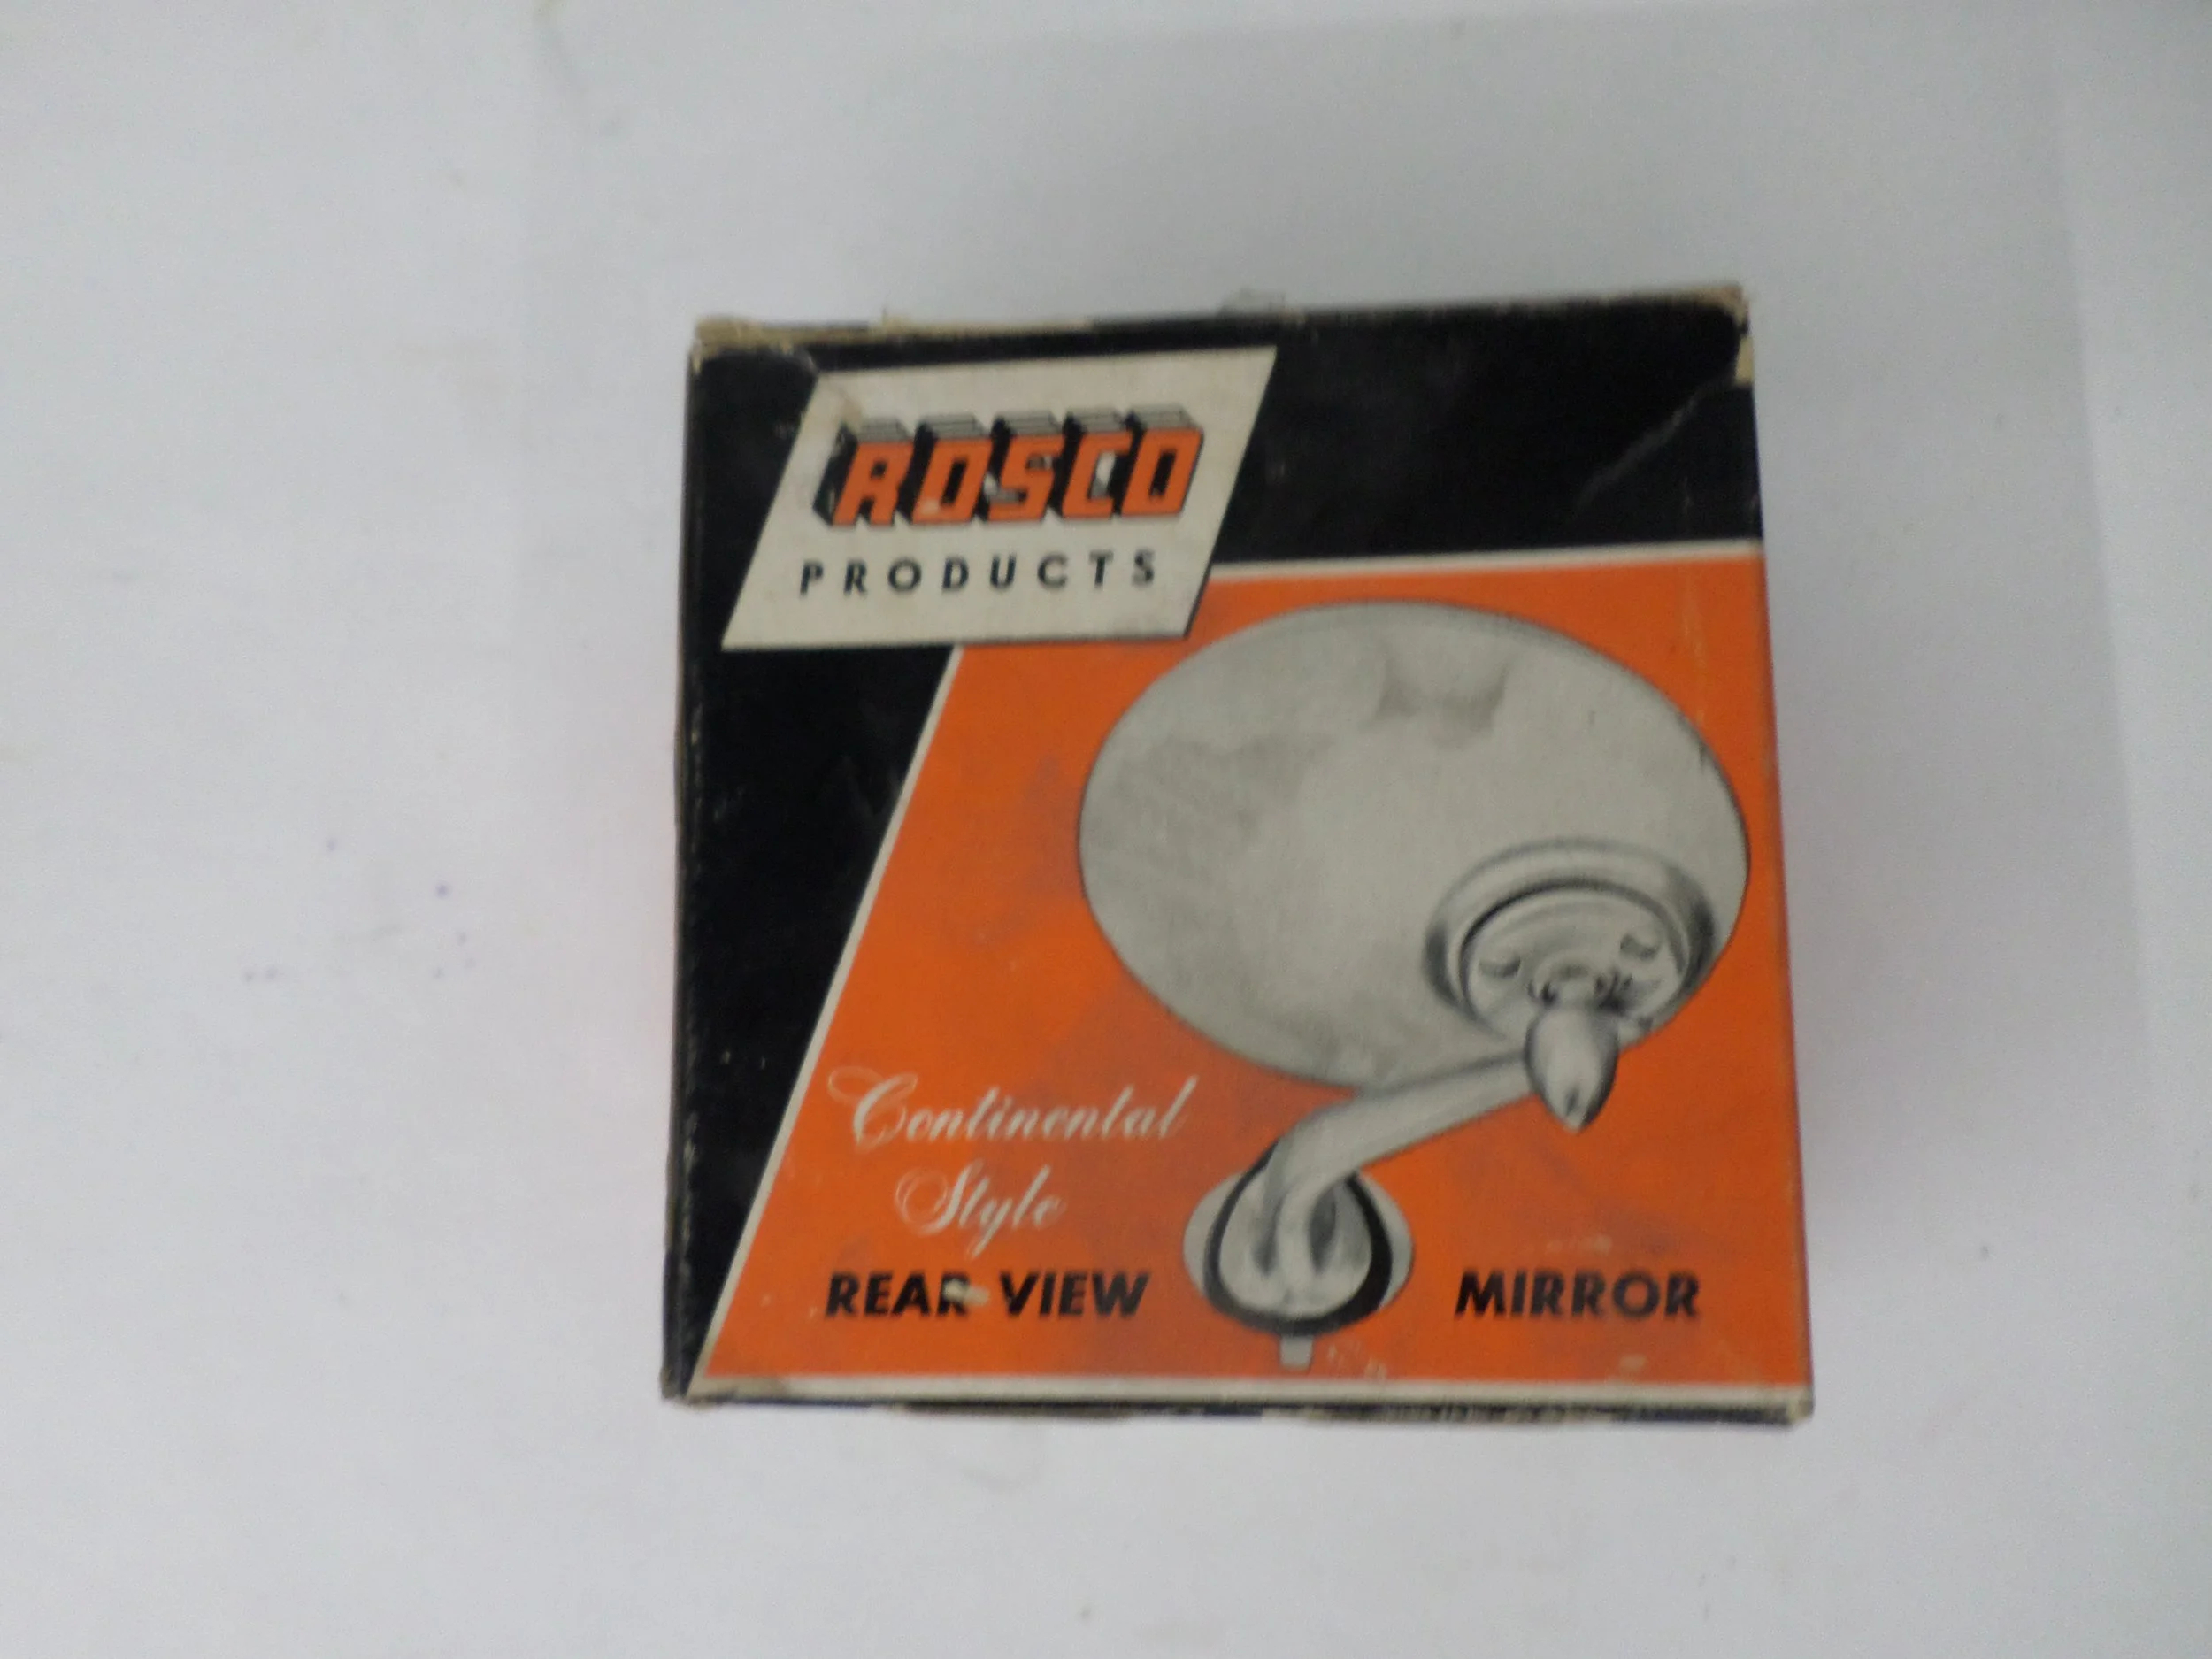 ROSCO
PRODUCTS
Continental
Style
REAR VIEW MIRROR